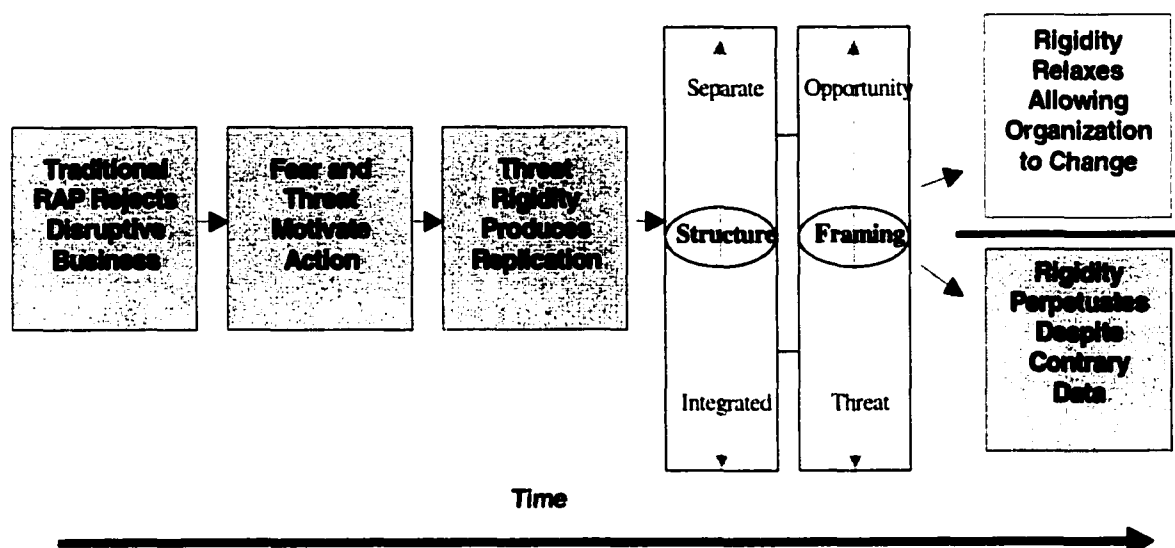 Traditional
RAP Rejects
Disruptive
Business
Fear and
Threat
Motivate
Action
Threat
Rigidity
Produces
Replication
Separate
Structure
Integrated
Opportunity
Framing
Threat
Rigidity
Relaxes
Allowing
Organization
to Change
Rigidity
Perpetuates
Despite
Contrary
Data
Time